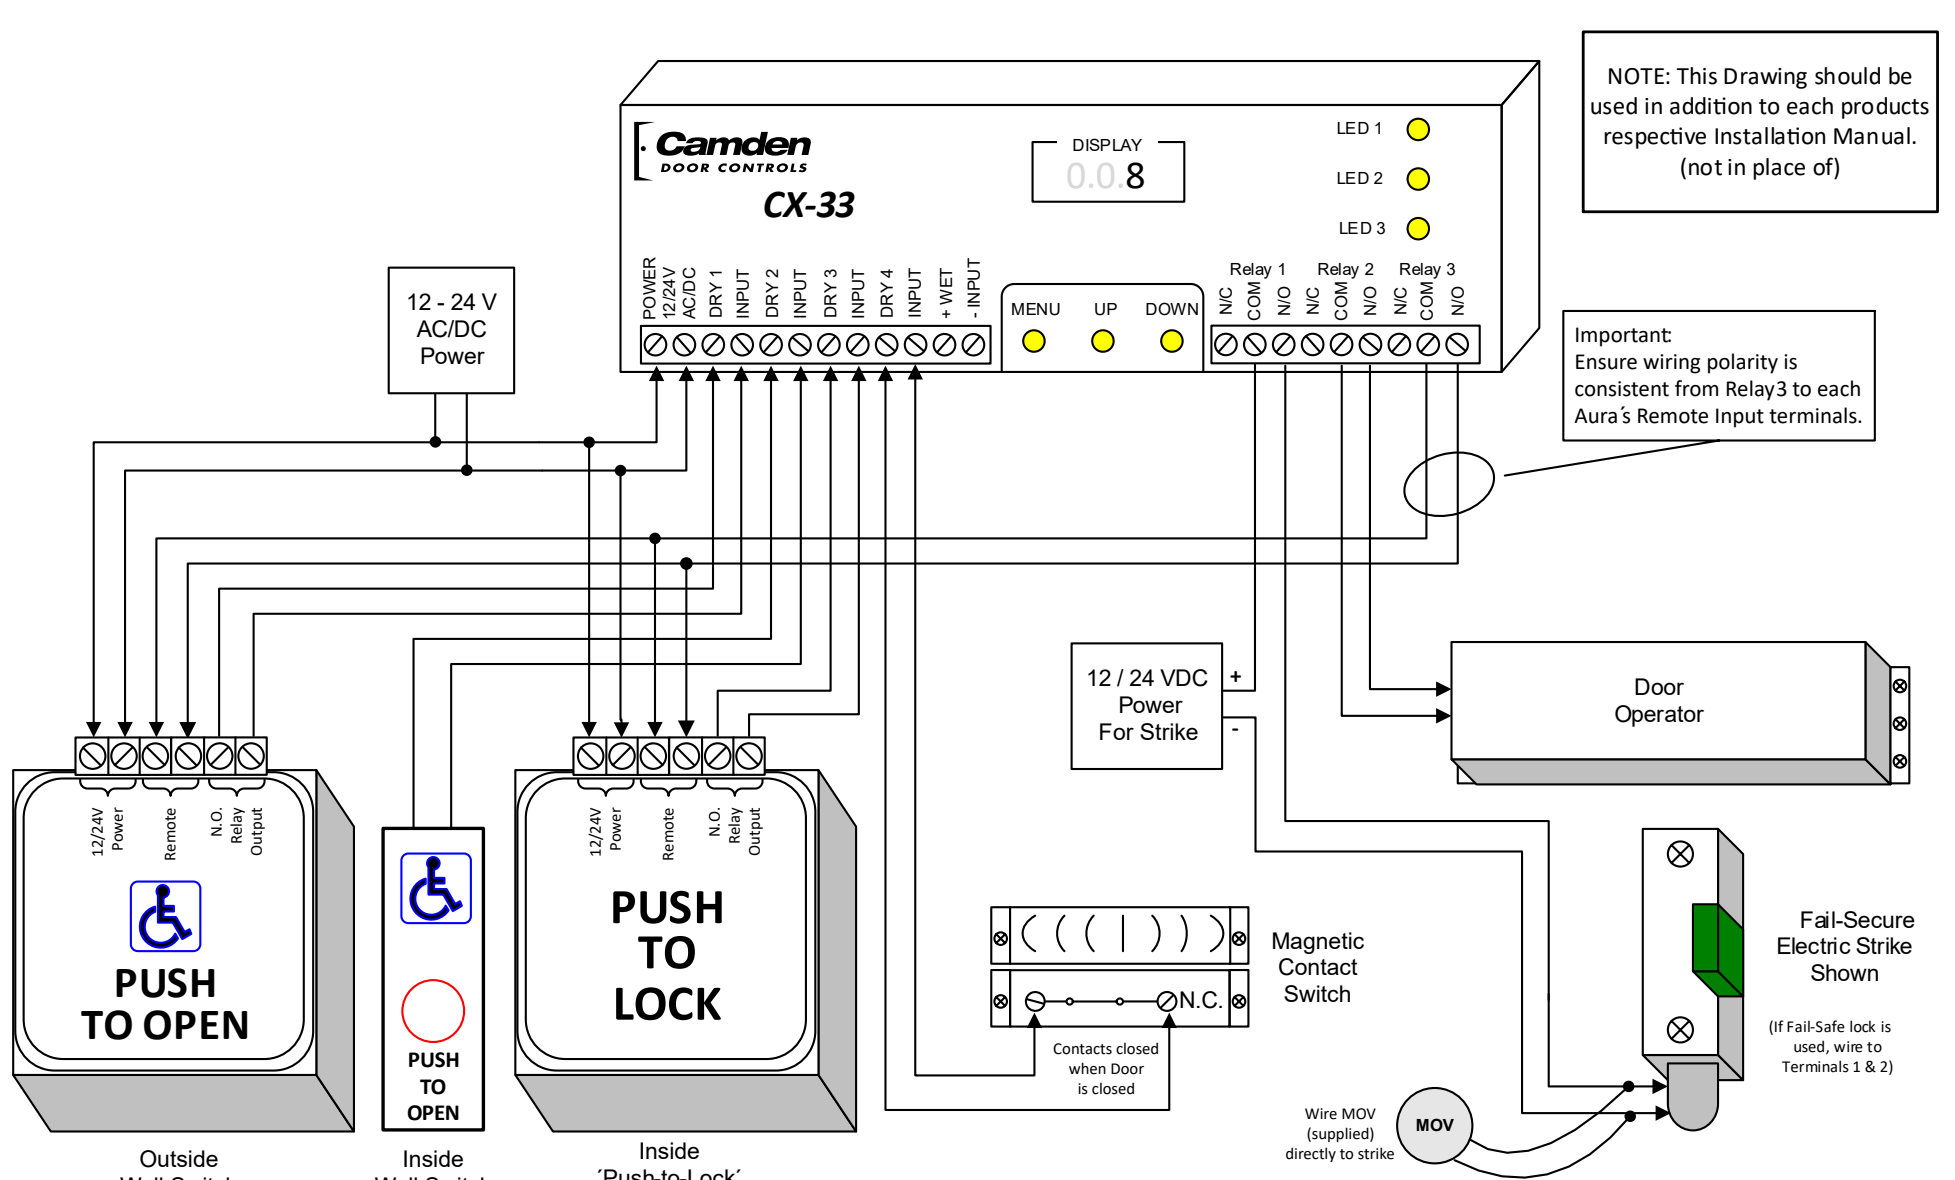 NOTE: This Drawing should be
used in addition to each products
respective Installation Manual.
(not in place of)
Camden
DOOR CONTROLS
CX-33
DISPLAY
0.0.8
LED 1
LED 2
LED 3
POWER
12/24V
AC/DC
DRY 1
INPUT
DRY 2
INPUT
DRY 3
INPUT
DRY 4
INPUT
+ WET
- INPUT
MENU
UP
DOWN
Relay 1
Relay 2
Relay 3
N/C
COM
N/O
N/C
COM
N/O
N/C
COM
N/O
12 - 24 V
AC/DC
Power
Important:
Ensure wiring polarity is
consistent from Relay3 to each
Aura´s Remote Input terminals.
12 / 24 VDC
Power
For Strike
+
-
Door
Operator
12/24V
Power
Remote
N.O.
Relay
Output
PUSH
TO OPEN
PUSH
TO
OPEN
12/24V
Power
Remote
N.O.
Relay
Output
PUSH
TO
LOCK
Magnetic
Contact
Switch
N.C.
Contacts closed
when Door
is closed
Fail-Secure
Electric Strike
Shown
(If Fail-Safe lock is
used, wire to
Terminals 1 & 2)
Wire MOV
(supplied)
directly to strike
MOV
Outside
Inside
Inside
´Push-to-Lock´